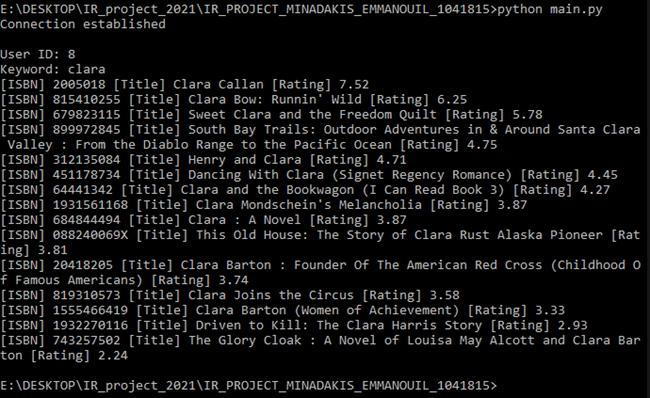 E:\DESKTOP\IR_project_2021\IR_PROJECT_MINADAKIS_EMMANOUIL_1041815>python main.py
Connection established
User ID: 8
Keyword: clara
[ISBN] 2005018 [Title] Clara Callan [Rating] 7.52
[ISBN] 815410255 [Title] Clara Bow: Runnin' Wild [Rating] 6.25
[ISBN] 679823115 [Title] Sweet Clara and the Freedom Quilt [Rating] 5.78
[ISBN] 899972845 [Title] South Bay Trails: Outdoor Adventures in & Around Santa Clara
 Valley : From the Diablo Range to the Pacific Ocean [Rating] 4.75
[ISBN] 312135084 [Title] Henry and Clara [Rating] 4.71
[ISBN] 451178734 [Title] Dancing With Clara (Signet Regency Romance) [Rating] 4.45
[ISBN] 64441342 [Title] Clara and the Bookwagon (I Can Read Book 3) [Rating] 4.27
[ISBN] 1931561168 [Title] Clara Mondschein's Melancholia [Rating] 3.87
[ISBN] 684844494 [Title] Clara : A Novel [Rating] 3.87
[ISBN] 088240069X [Title] This Old House: The Story of Clara Rust Alaska Pioneer [Rat
ing] 3.81
[ISBN] 20418205 [Title] Clara Barton : Founder Of The American Red Cross (Childhood O
f Famous Americans) [Rating] 3.74
[ISBN] 819310573 [Title] Clara Joins the Circus [Rating] 3.58
[ISBN] 1555466419 [Title] Clara Barton (Women of Achievement) [Rating] 3.33
[ISBN] 1932270116 [Title] Driven to Kill: The Clara Harris Story [Rating] 2.93
[ISBN] 743257502 [Title] The Glory Cloak : A Novel of Louisa May Alcott and Clara Bar
ton [Rating] 2.24
E:\DESKTOP\IR_project_2021\IR_PROJECT_MINADAKIS_EMMANOUIL_1041815>